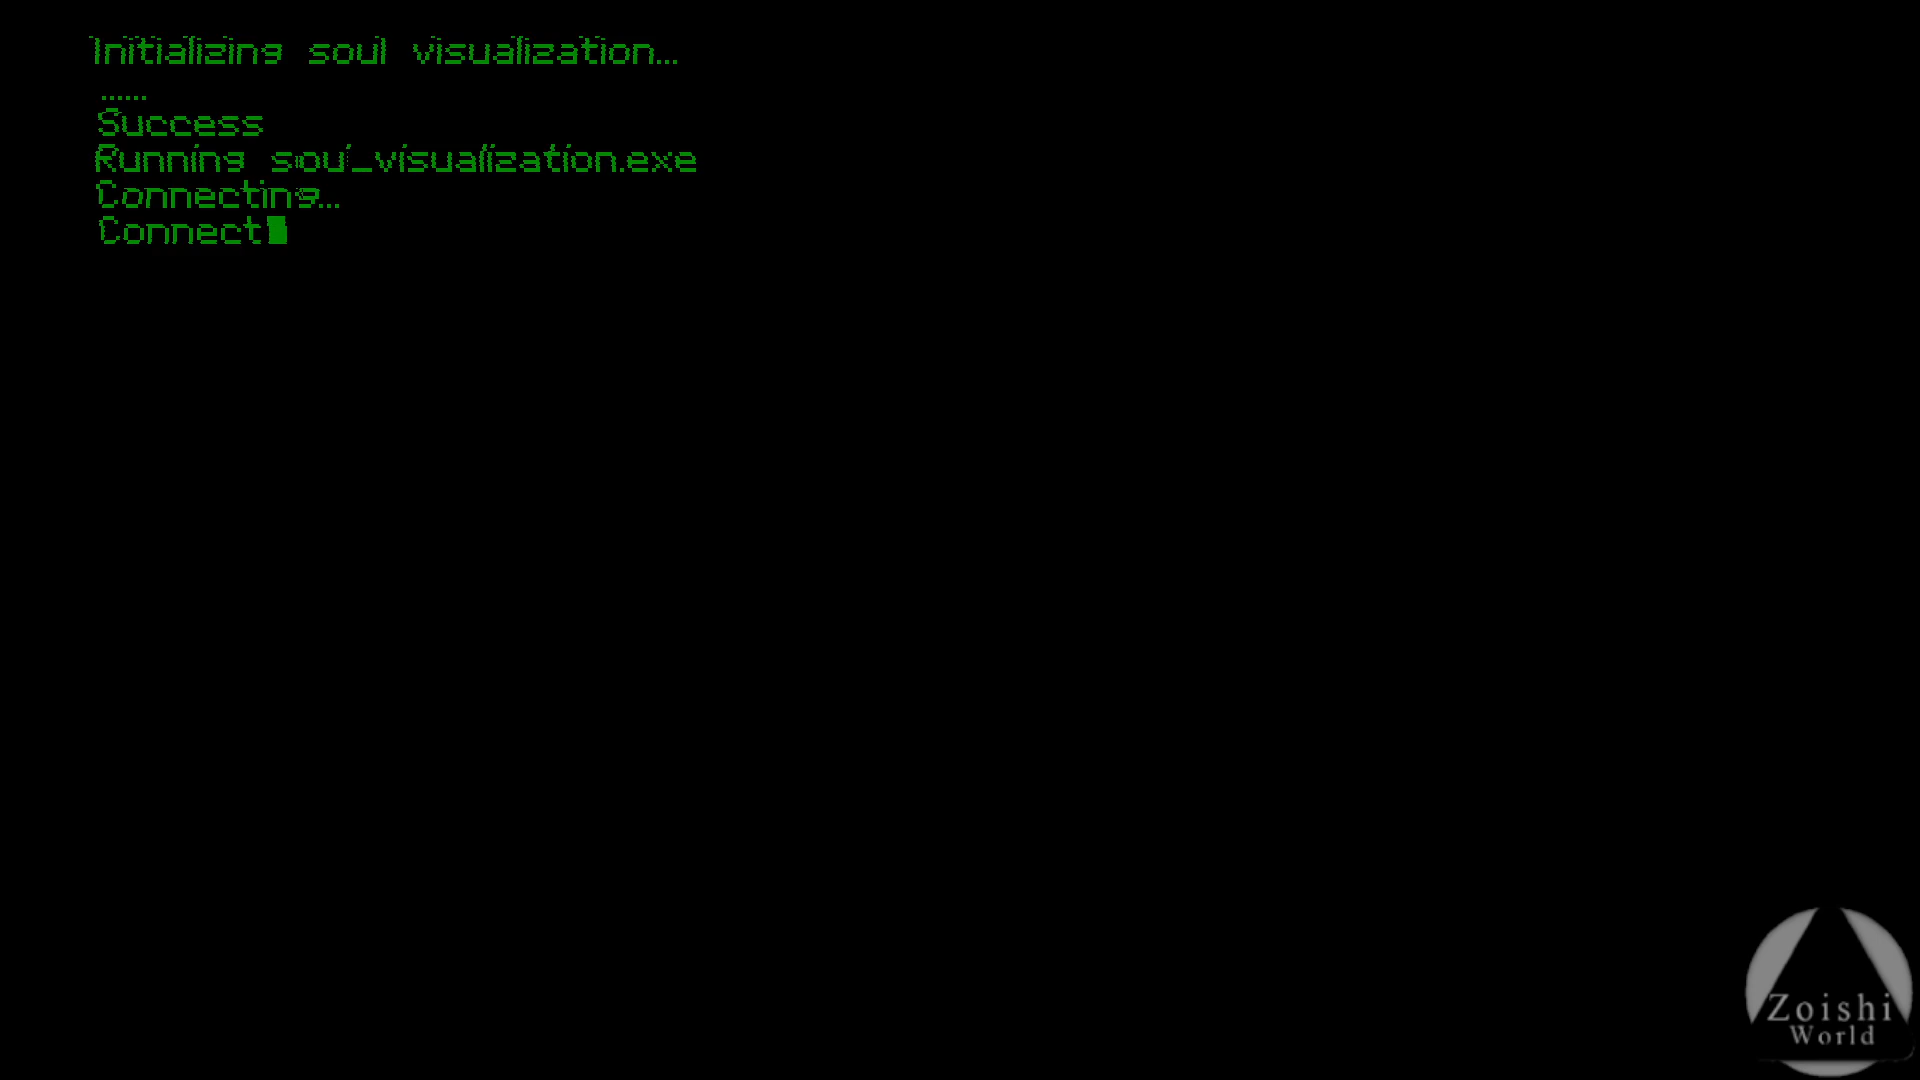 Initializing soul visualization...
......
Success
Running soul_visualization.exe
Connecting...
Connect
Zoishi
World